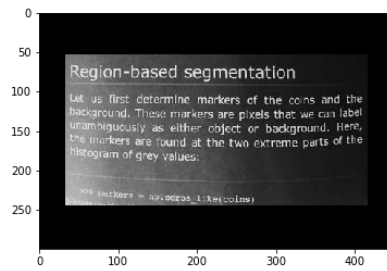 0
50
100
150
200
250
Region-based segmentation
Let us first determine markers of the coins and the
background. These markers are pixels that we can label
unambiguously as either object or background. Here,
the markers are found at the two extreme parts of the
histogram of grey values:
>>> markers = np.zeros_like(coins)
0 100 200 300 400